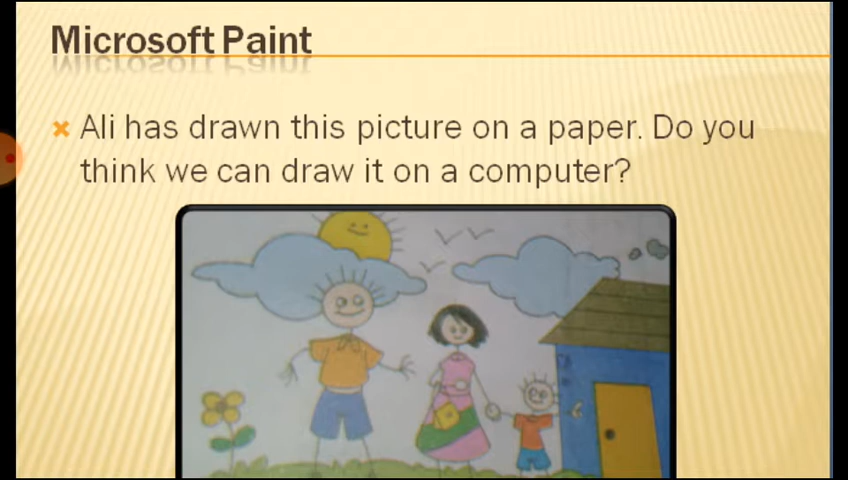 Microsoft Paint
Ali has drawn this picture on a paper. Do you
think we can draw it on a computer?